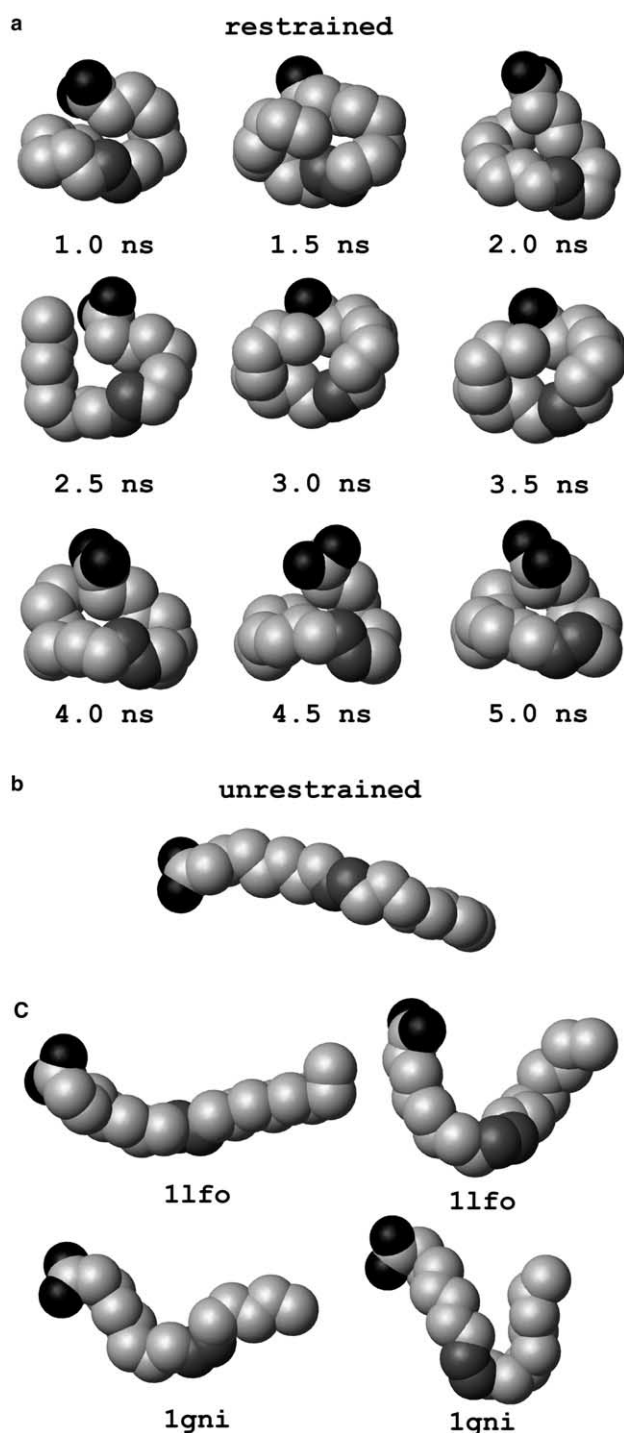 a
restrained
1.0 ns 1.5 ns 2.0 ns
2.5 ns 3.0 ns 3.5 ns
4.0 ns 4.5 ns 5.0 ns
b
unrestrained
c
1lfo 1lfo
1gni 1gni